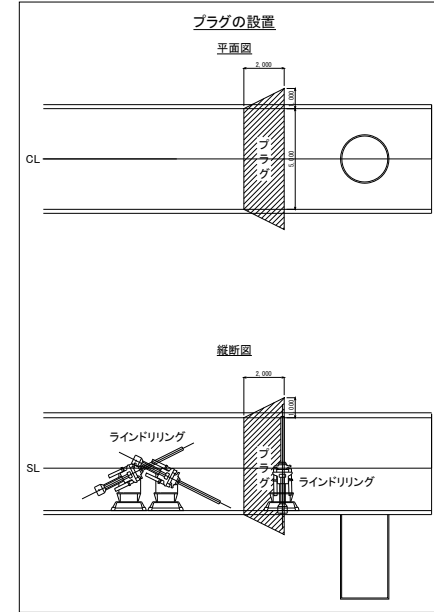 プラグの設置
平面図
2,000
1,000
CL
プラグ
5,000
縦断図
2,000
1,000
ラインドリリング
SL
プラグ
ラインドリリング